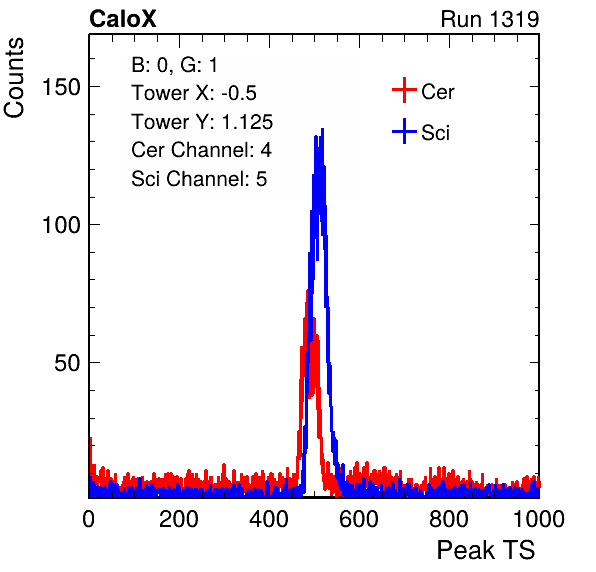 CaloX Run 1319
Counts
150
100
50
B: 0, G: 1
Tower X: -0.5
Tower Y: 1.125
Cer Channel: 4
Sci Channel: 5
Cer
Sci
0 200 400 600 800 1000
Peak TS